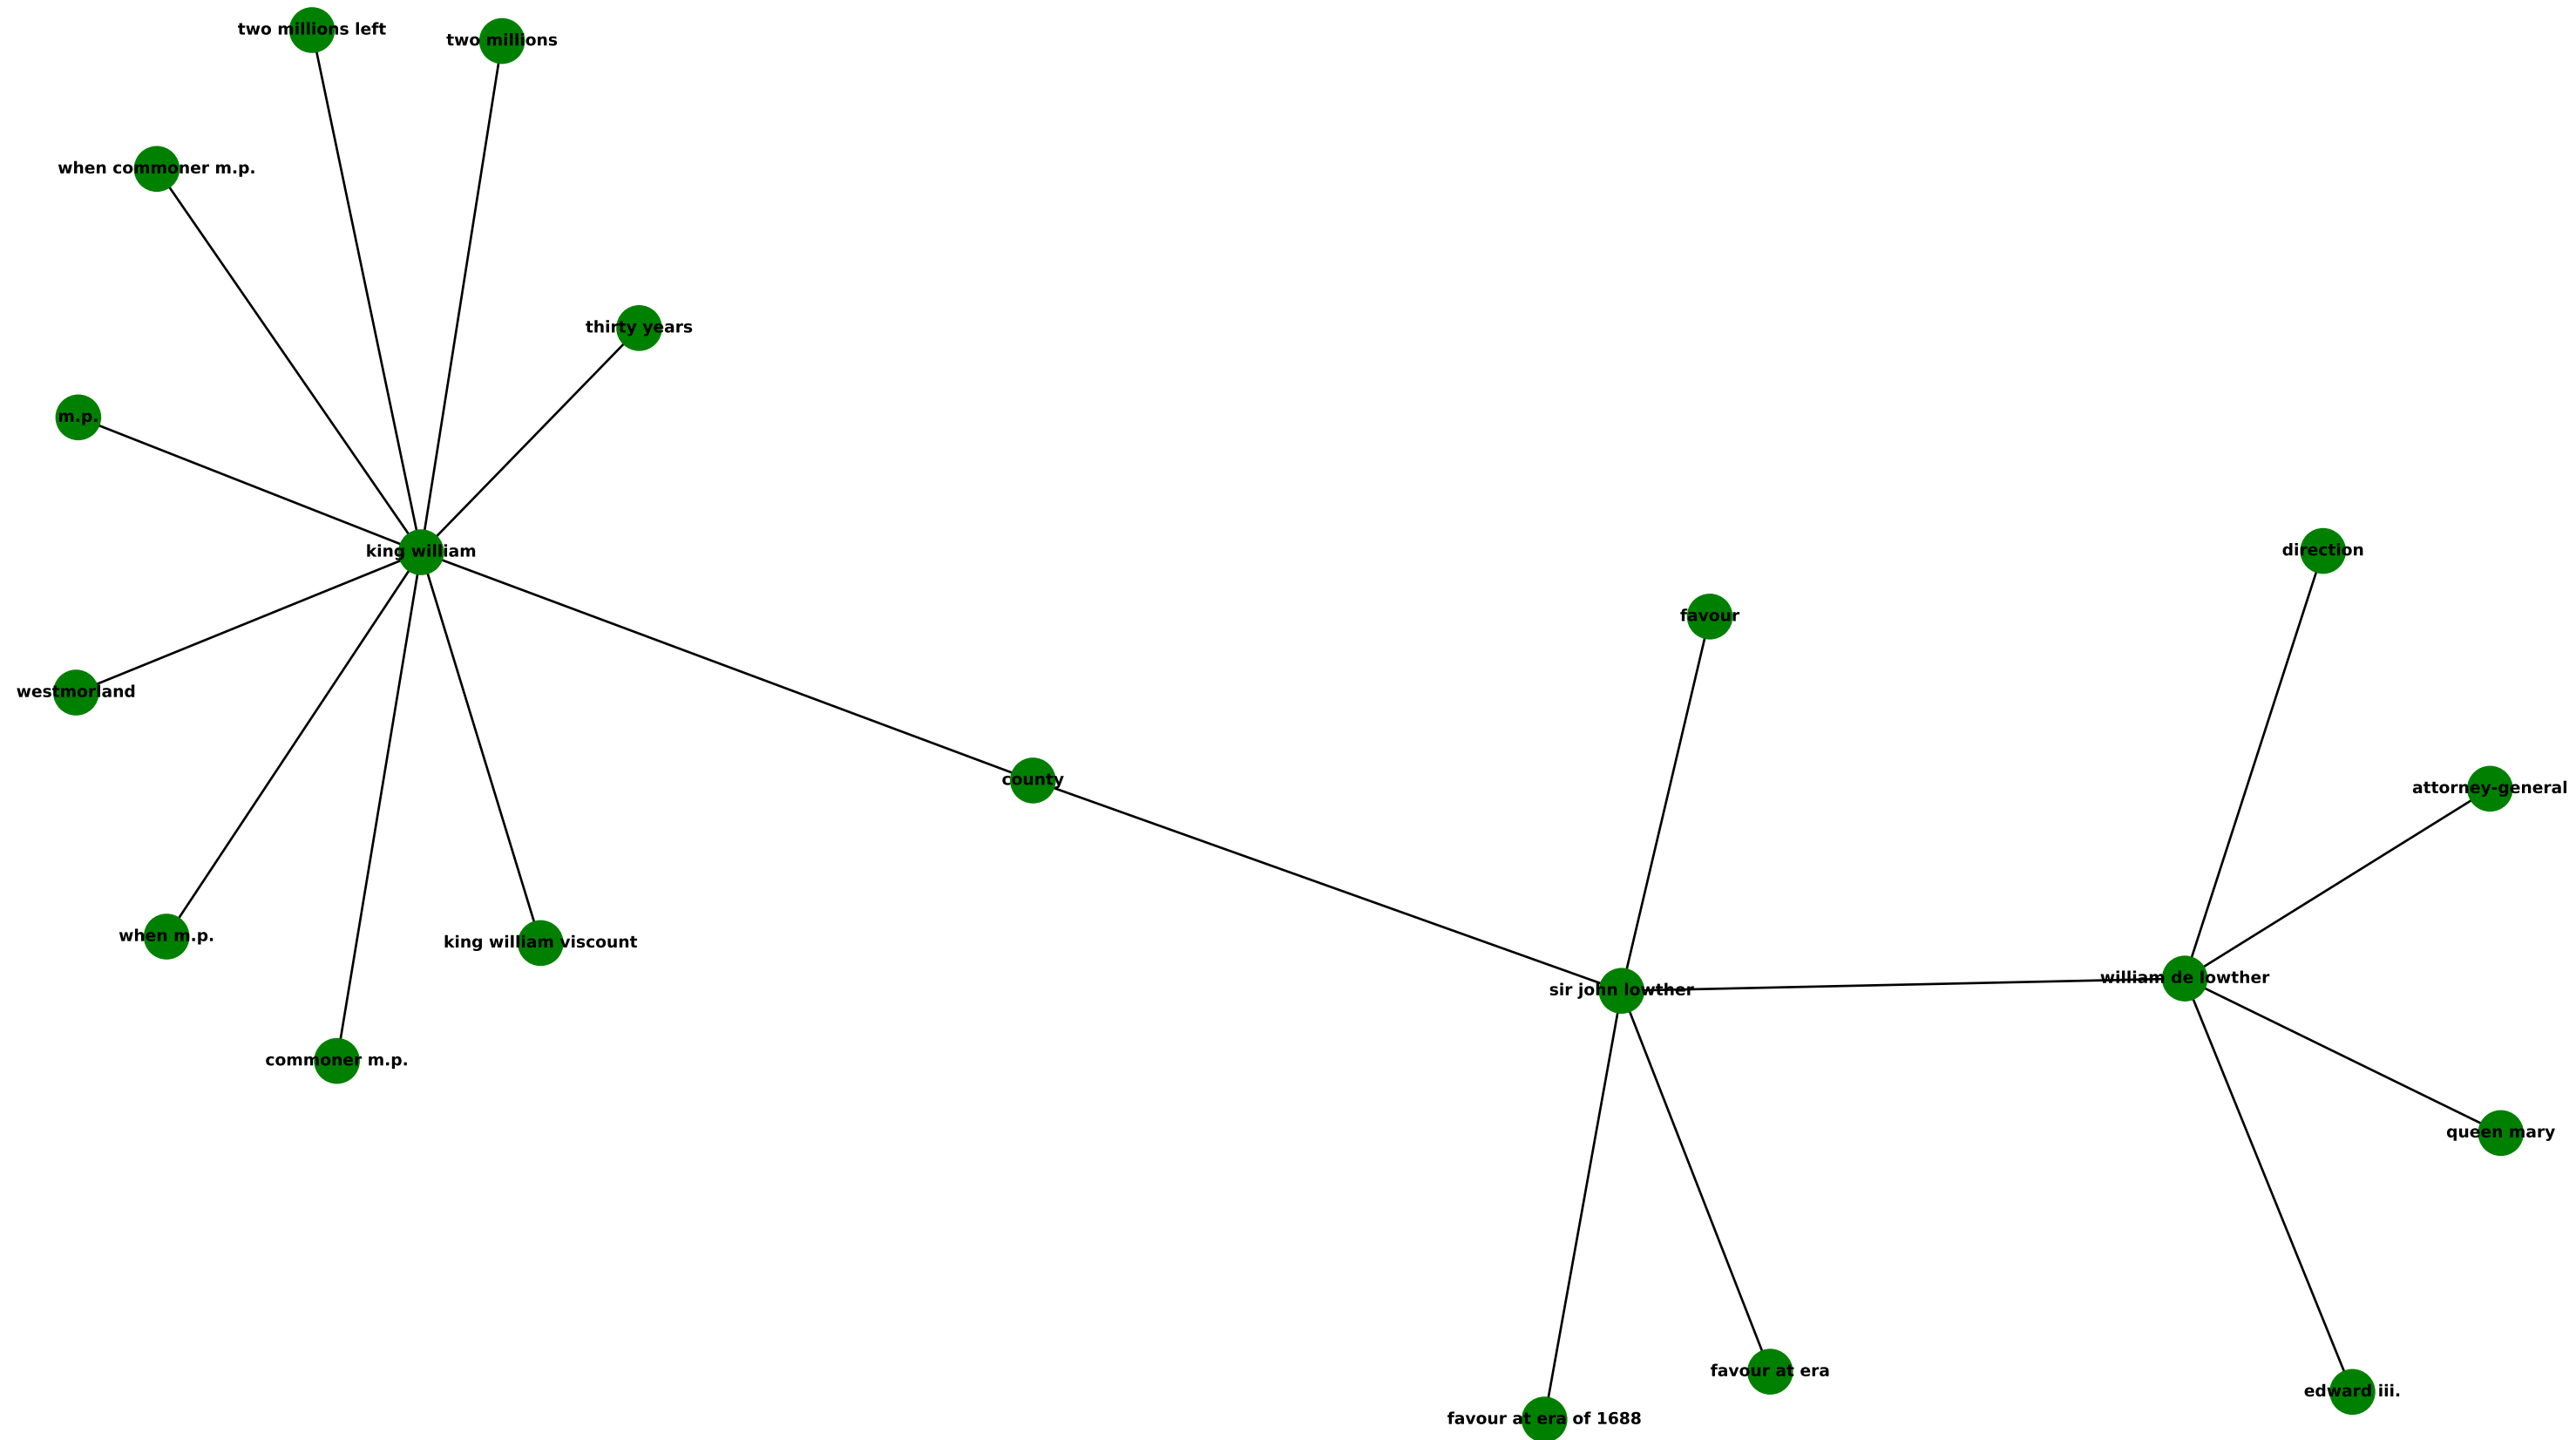 two millions left
two millions
when commoner m.p.
thirty years
m.p.
king william
direction
favour
westmorland
county
attorney-general
when m.p.
king william viscount
william de lowther
sir john lowther
commoner m.p.
queen mary
favour at era
edward iii.
favour at era of 1688